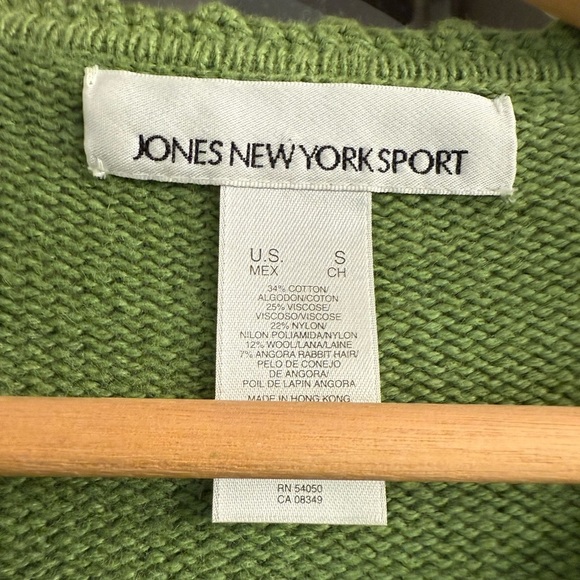 JONES NEW YORK SPORT
U.S. S
MEX CH
34% COTTON/
ALGODON/COTON
25% VISCOSE/
VISCOSO/VISCOSE
22% NYLON/
NILON POLIAMIDA/NYLON
12% WOOL/LANA/LAINE
7% ANGORA RABBIT HAIR/
PELO DE CONEJO
DE ANGORA/
POIL DE LAPIN ANGORA
MADE IN HONG KONG
RN 54050
CA 08349